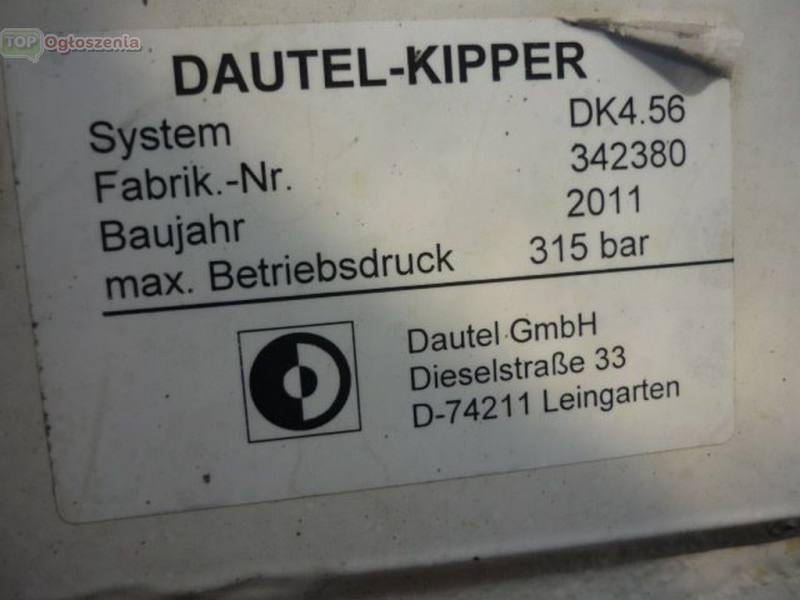 TOP Ogłoszenia
DAUTEL-KIPPER
System DK4.56
Fabrik.-Nr. 342380
Baujahr 2011
max. Betriebsdruck 315 bar
Dautel GmbH
Dieselstraße 33
D-74211 Leingarten